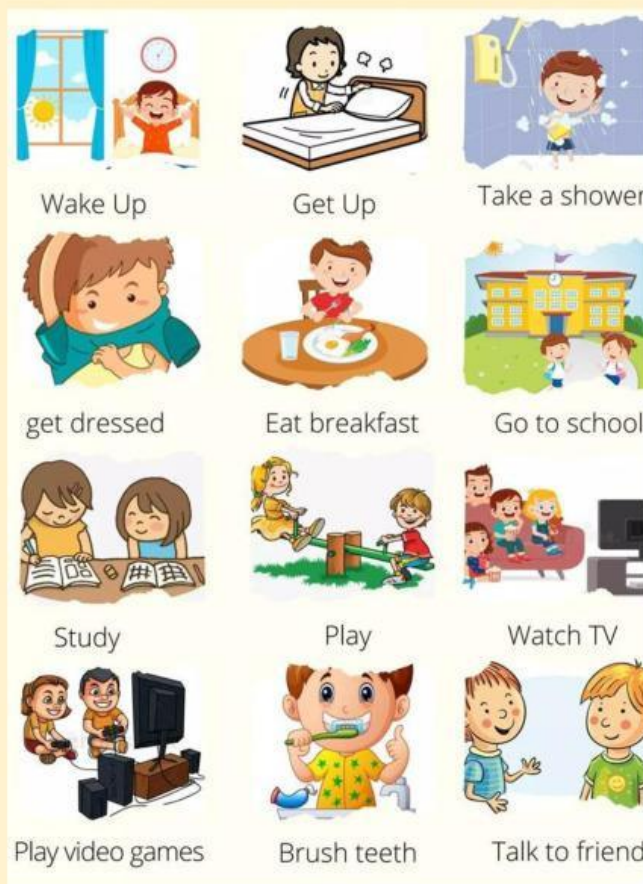 Wake Up
Get Up
Take a shower
get dressed
Eat breakfast
Go to school
Study
Play
Watch TV
Play video games
Brush teeth
Talk to friend